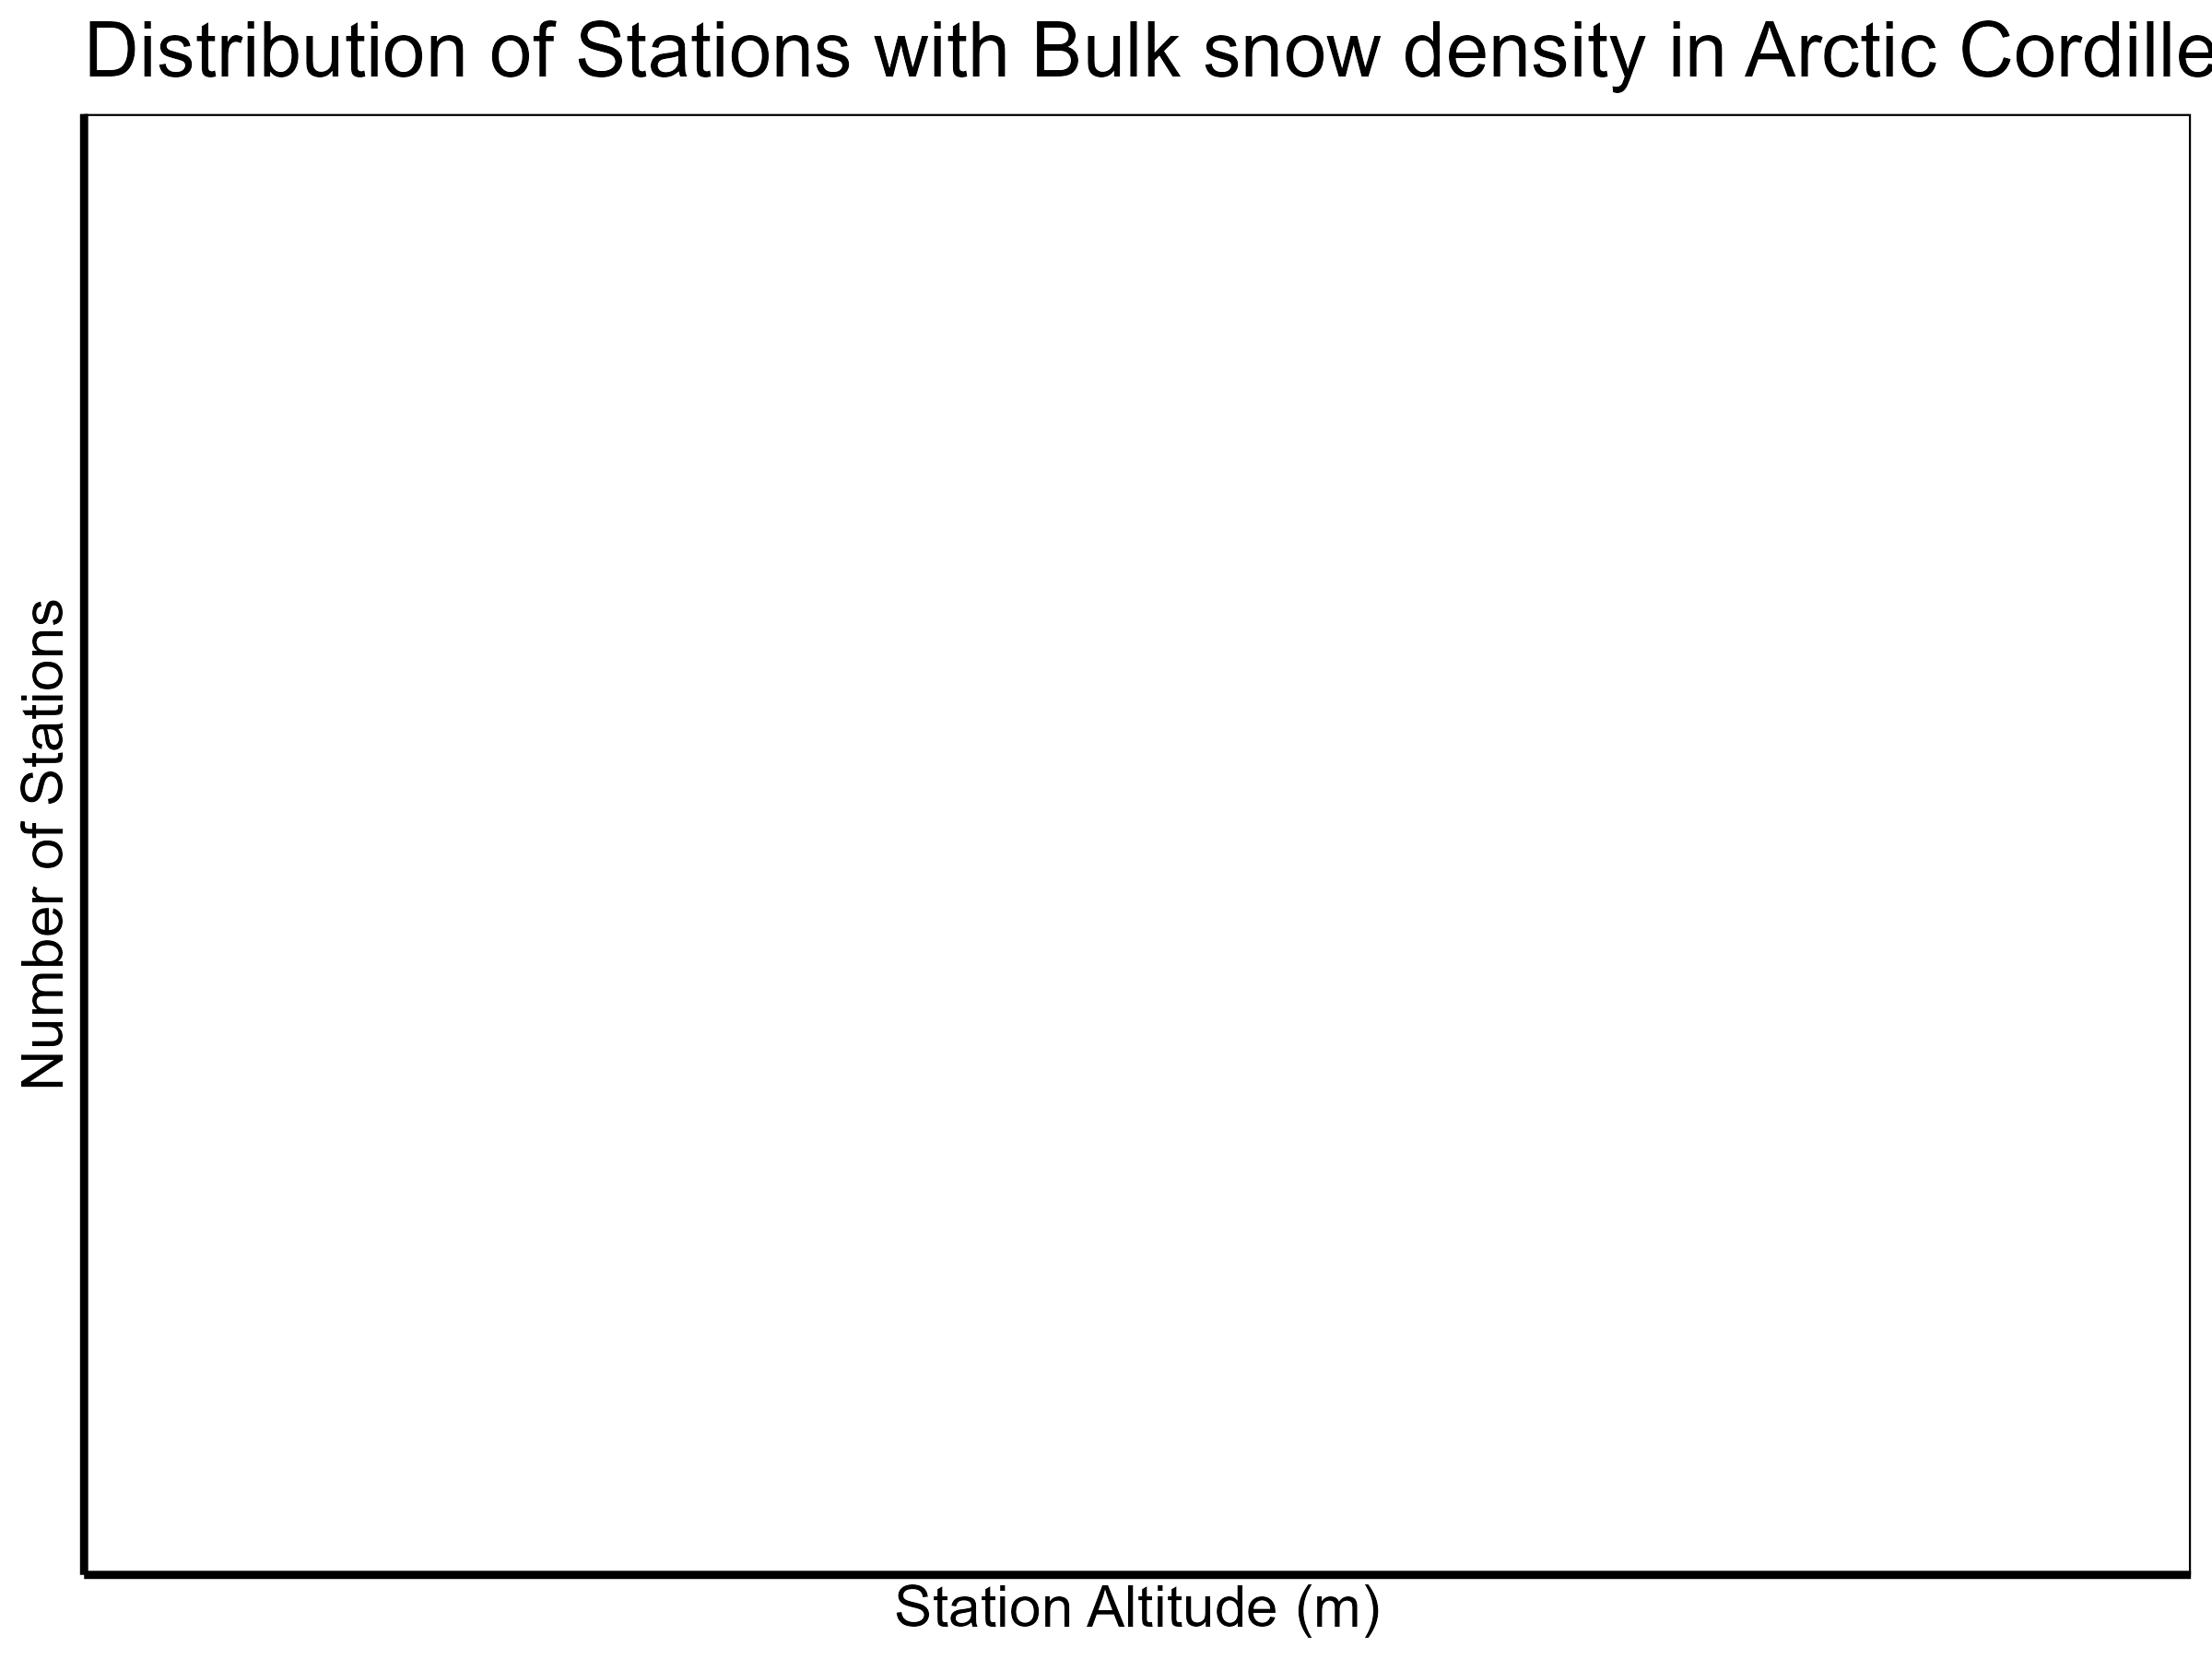 Distribution of Stations with Bulk snow density in Arctic Cordille
Number of Stations
Station Altitude (m)